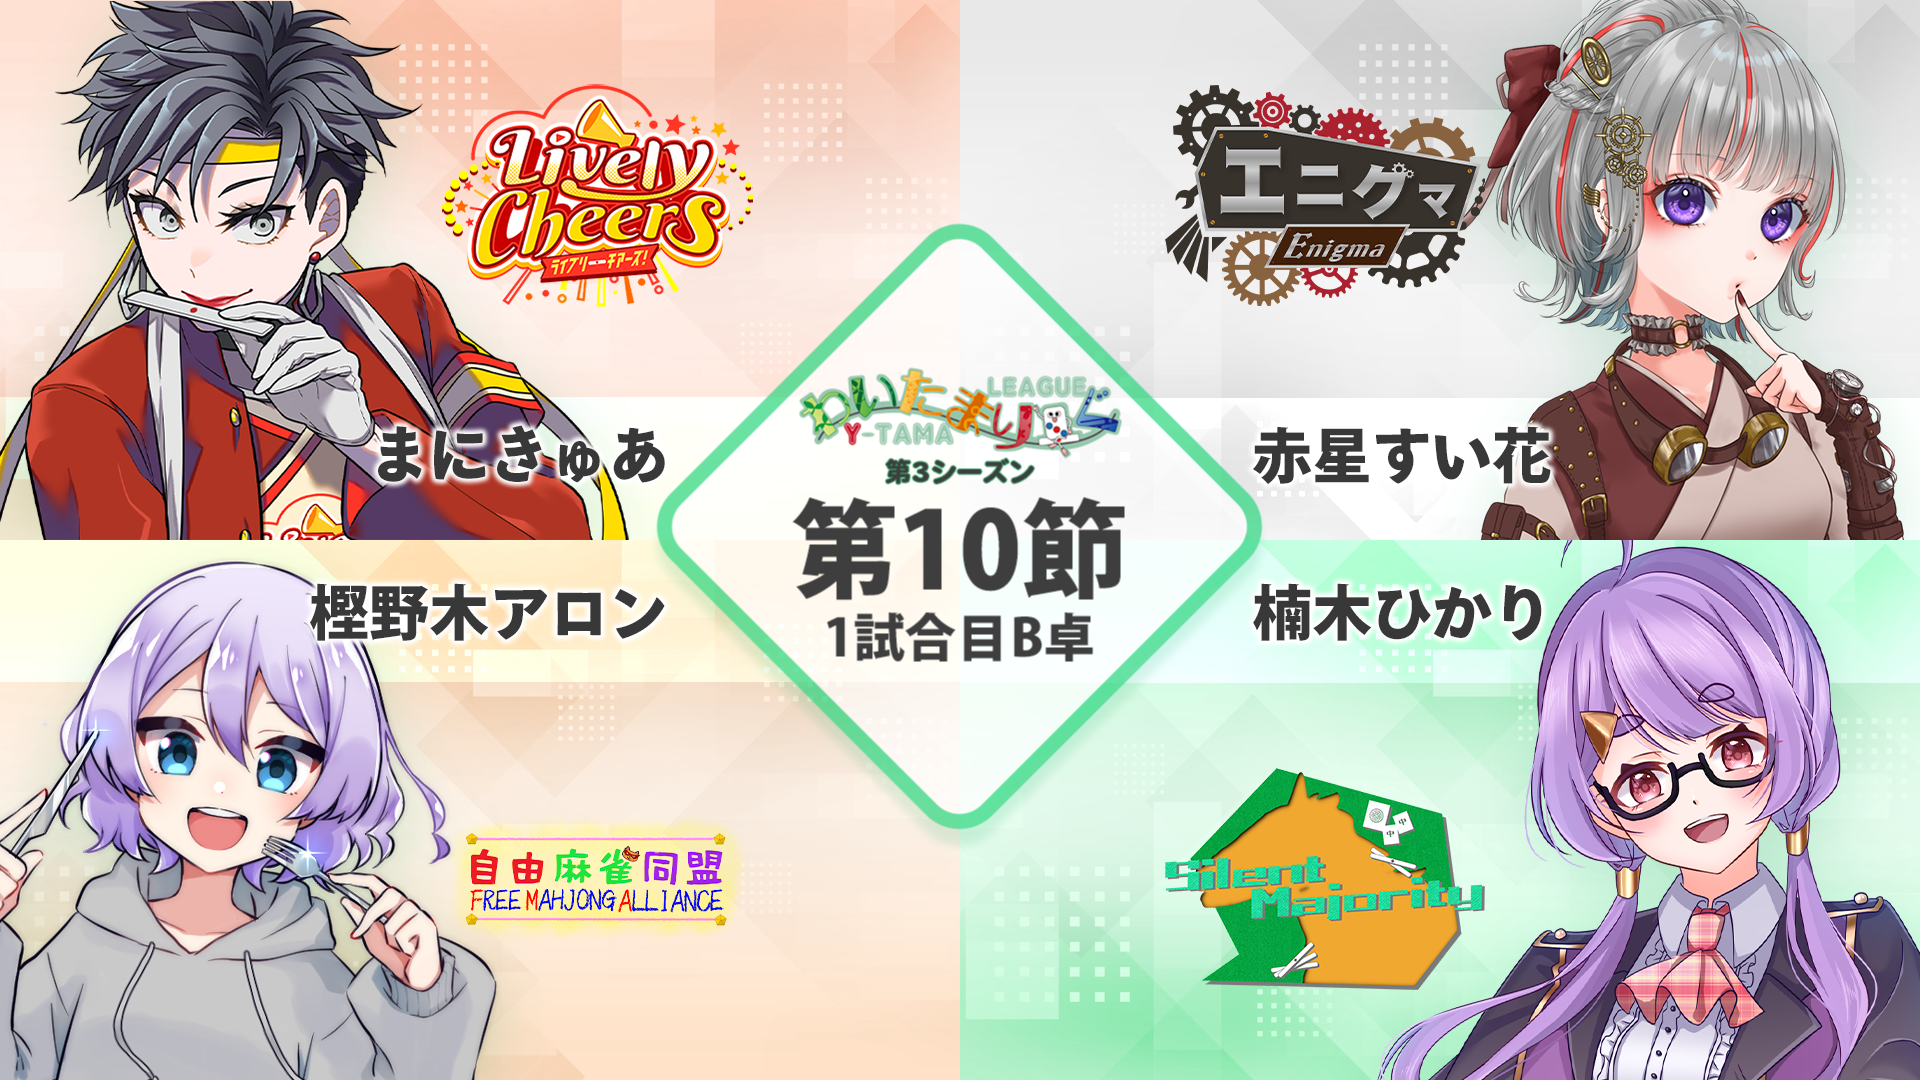 Lively
Cheers
ライブリーチアーズ!
まにきゅあ
エニグマ
Enigma
赤星すい花
わいたまりーぐ
LEAGUE
Y-TAMA
第3シーズン
第10節
1試合目B卓
樫野木アロン
自由麻雀同盟
FREE MAHJONG ALLIANCE
楠木ひかり
Silent
Majority
中
中